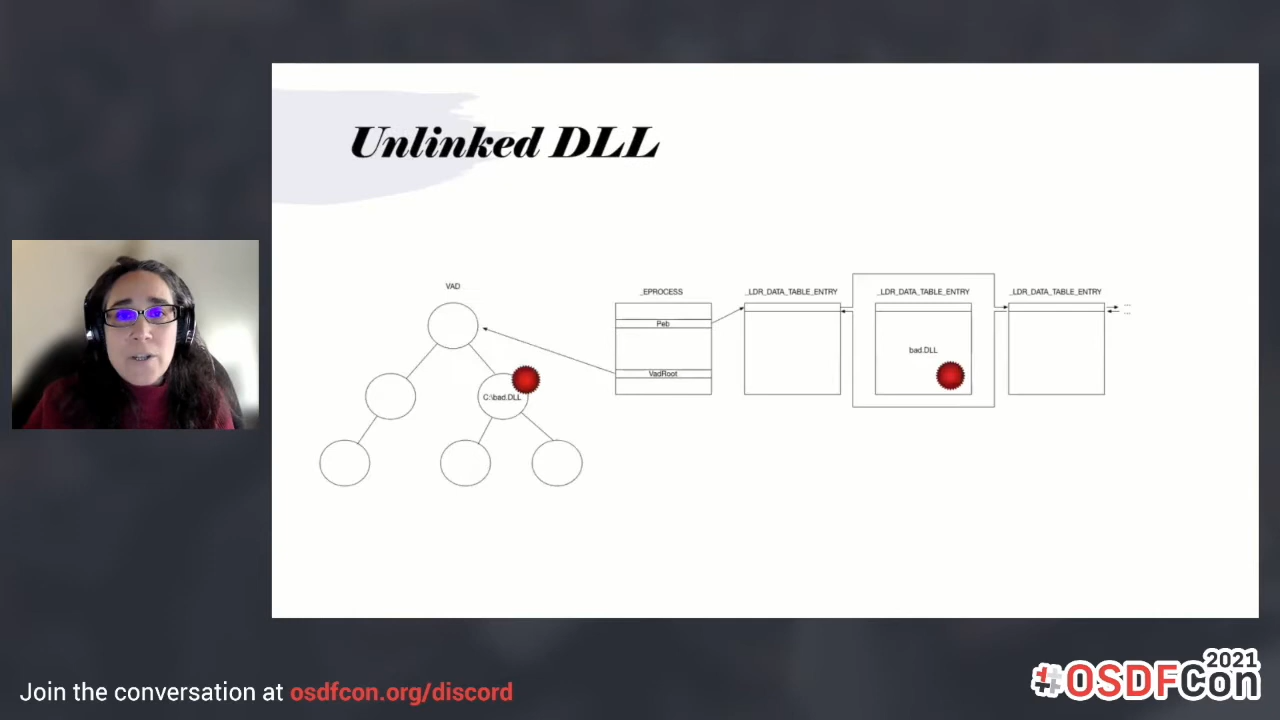 Unlinked DLL
VAD
_EPROCESS
_LDR_DATA_TABLE_ENTRY
_LDR_DATA_TABLE_ENTRY
_LDR_DATA_TABLE_ENTRY
Peb
...
...
bad.DLL
VadRoot
C:\bad.DLL
Join the conversation at osdfcon.org/discord
2021
#OSDFCon